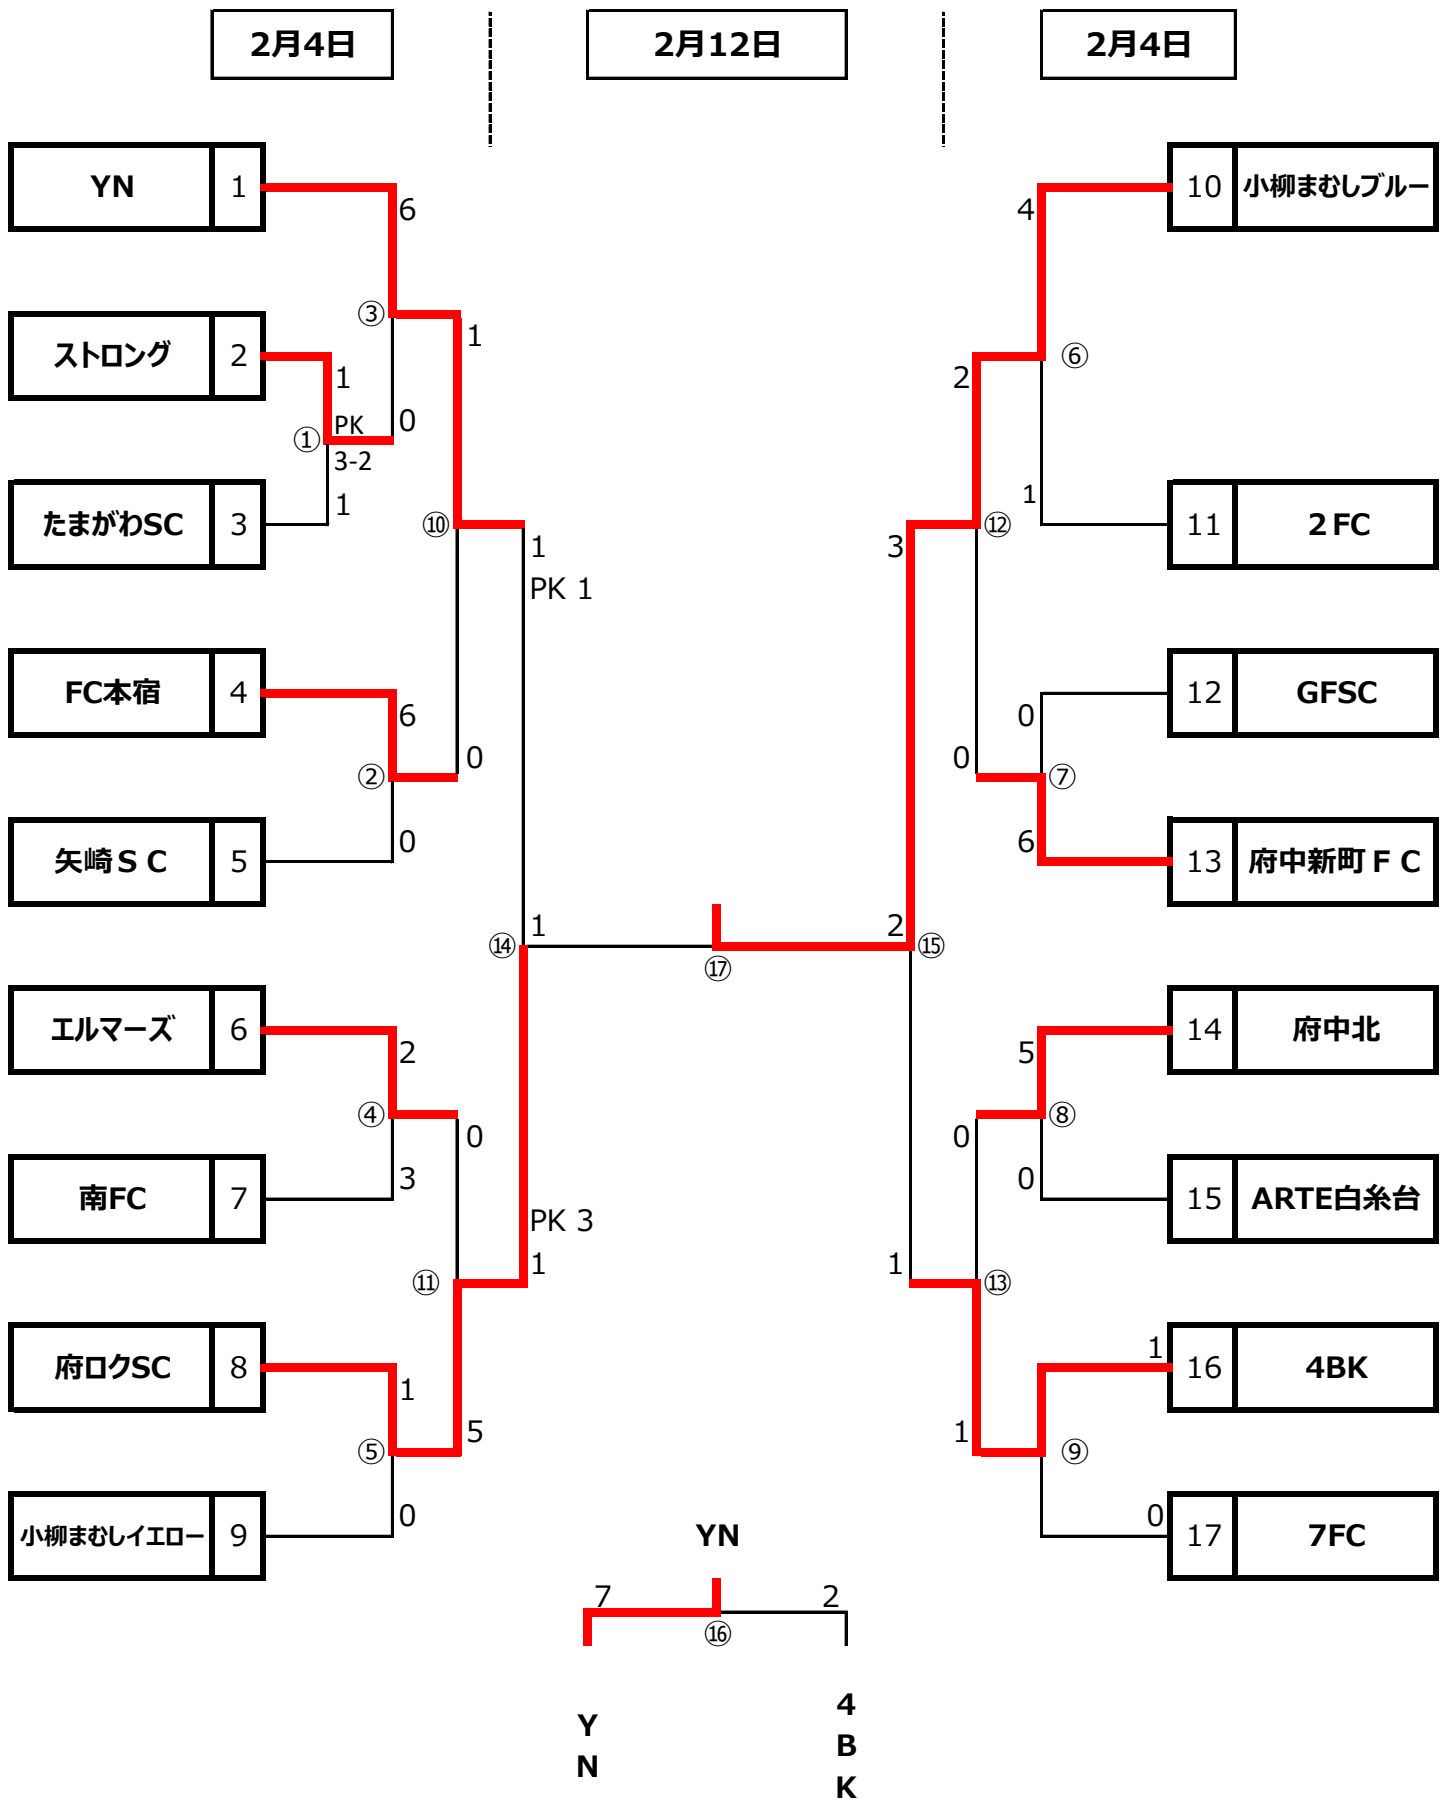 2月4日 2月12日 2月4日
YN 1 10 小柳まむしブルー
6 4
③
ストロング 2 1 2 ⑥
1
PK 0
①
3-2
たまがわSC 3 1 ⑩ 1 ⑫ 1 11 2 FC
3
PK 1
FC本宿 4 6 0 12 GFSC
② 0 0 ⑦
矢崎ＳＣ 5 0 6 13 府中新町ＦＣ
⑭ 1 2 ⑮
⑰
エルマーズ 6 2 5 14 府中北
④ 0 0 ⑧
南FC 7 3 0 15 ARTE白糸台
PK 3
⑪ 1 1 ⑬
府ロクSC 8 1 1 16 4BK
⑤ 5 1 ⑨
小柳まむしイエロー 9 0 0 17 7FC
YN
7 2
⑯
YN 4BK